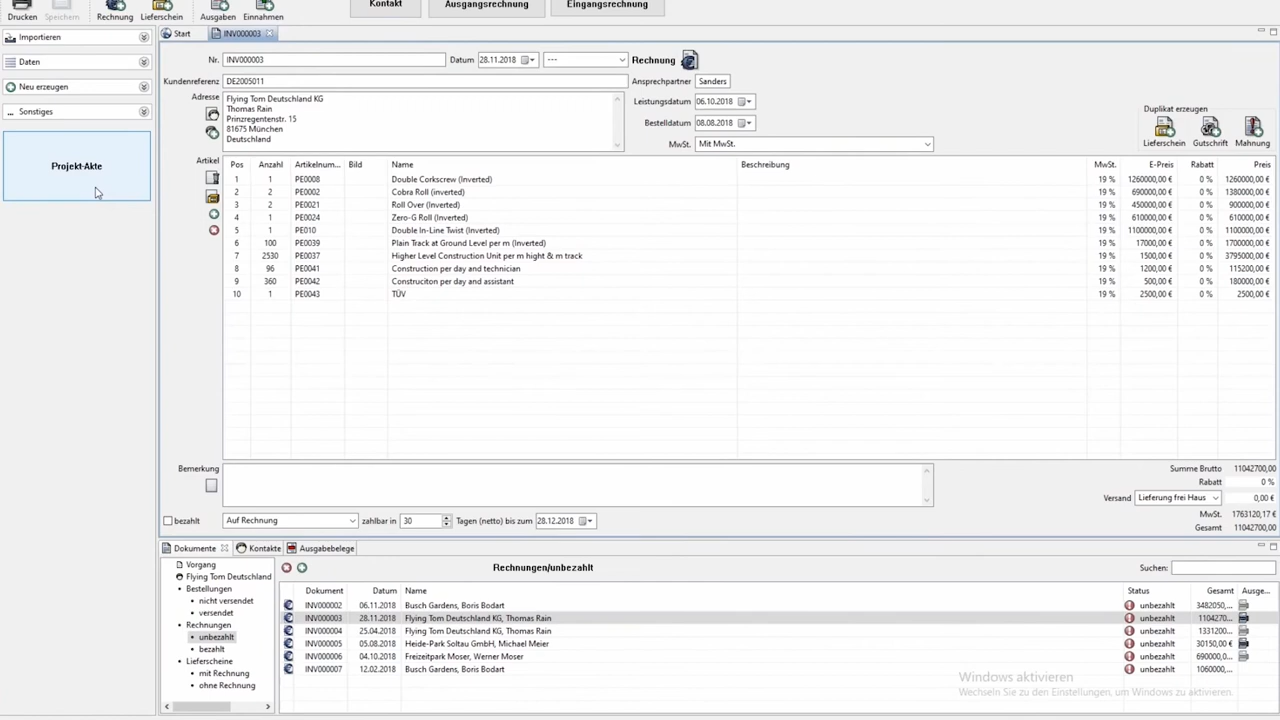 Kontakt Ausgangsrechnung Eingangsrechnung
Drucken Speichern Rechnung Lieferschein Ausgaben Einnahmen
Importieren
Daten
Neu erzeugen
... Sonstiges
Projekt-Akte
Start INV000003
Nr. INV000003 Datum 28.11.2018 --- Rechnung
Kundenreferenz DE2005011 Ansprechpartner Sanders
Adresse Flying Tom Deutschland KG
Thomas Rain
Prinzregentenstr. 15
81675 München
Deutschland
Leistungsdatum 06.10.2018
Bestelldatum 08.08.2018
MwSt. Mit MwSt.
Duplikat erzeugen
Lieferschein Gutschrift Mahnung
Artikel
Pos Anzahl Artikelnum... Bild Name Beschreibung MwSt. E-Preis Rabatt Preis
1 1 PE0008 Double Corkscrew (Inverted) 19 % 1260000,00 € 0 % 1260000,00 €
2 2 PE0002 Cobra Roll (inverted) 19 % 690000,00 € 0 % 1380000,00 €
3 2 PE0021 Roll Over (Inverted) 19 % 450000,00 € 0 % 900000,00 €
4 1 PE0024 Zero-G Roll (Inverted) 19 % 610000,00 € 0 % 610000,00 €
5 1 PE010 Double In-Line Twist (Inverted) 19 % 1100000,00 € 0 % 1100000,00 €
6 100 PE0039 Plain Track at Ground Level per m (Inverted) 19 % 17000,00 € 0 % 1700000,00 €
7 2530 PE0037 Higher Level Construction Unit per m hight & m track 19 % 1500,00 € 0 % 3795000,00 €
8 96 PE0041 Construction per day and technician 19 % 1200,00 € 0 % 115200,00 €
9 360 PE0042 Construciton per day and assistant 19 % 500,00 € 0 % 180000,00 €
10 1 PE0043 TÜV 19 % 2500,00 € 0 % 2500,00 €
Bemerkung
Summe Brutto 11042700,00
Rabatt 0 %
Versand Lieferung frei Haus 0,00 €
MwSt. 1763120,17 €
Gesamt 11042700,00
bezahlt Auf Rechnung zahlbar in 30 Tagen (netto) bis zum 28.12.2018
Dokumente Kontakte Ausgabebelege
Vorgang
Flying Tom Deutschland
Bestellungen
• nicht versendet
• versendet
Rechnungen
• unbezahlt
• bezahlt
Lieferscheine
• mit Rechnung
• ohne Rechnung
Rechnungen/unbezahlt Suchen:
Dokument Datum Name Status Gesamt Ausge...
INV000002 06.11.2018 Busch Gardens, Boris Bodart unbezahlt 3482050,...
INV000003 28.11.2018 Flying Tom Deutschland KG, Thomas Rain unbezahlt 1104270...
INV000004 25.04.2018 Flying Tom Deutschland KG, Thomas Rain unbezahlt 1331200...
INV000005 05.08.2018 Heide-Park Soltau GmbH, Michael Meier unbezahlt 30150,00 €
INV000006 04.10.2018 Freizeitpark Moser, Werner Moser unbezahlt 690000,0...
INV000007 12.02.2018 Busch Gardens, Boris Bodart unbezahlt 1060000,...
Windows aktivieren
Wechseln Sie zu den Einstellungen, um Windows zu aktivieren.